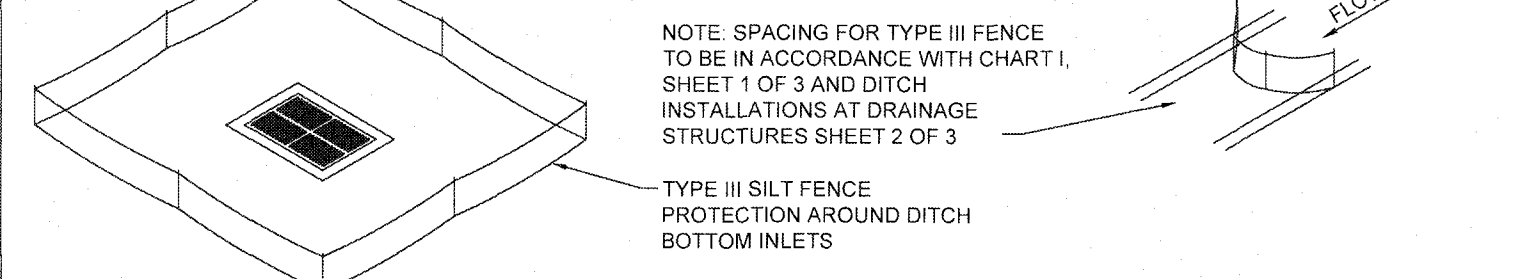 NOTE: SPACING FOR TYPE III FENCE
TO BE IN ACCORDANCE WITH CHART I,
SHEET 1 OF 3 AND DITCH
INSTALLATIONS AT DRAINAGE
STRUCTURES SHEET 2 OF 3
TYPE III SILT FENCE
PROTECTION AROUND DITCH
BOTTOM INLETS